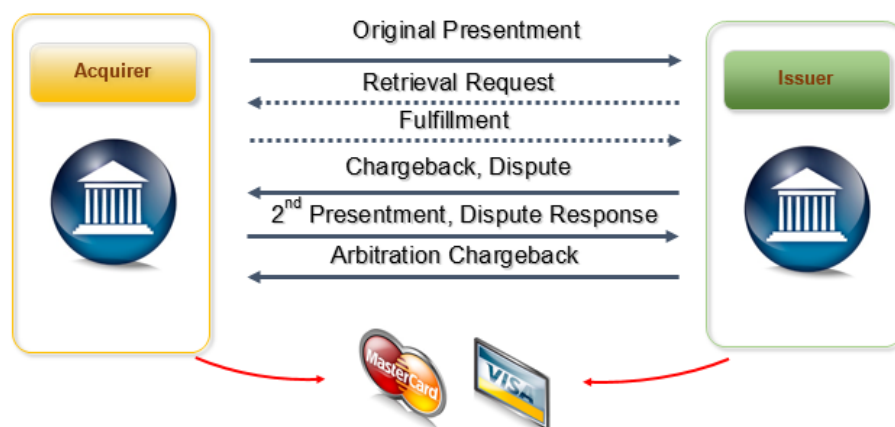 Original Presentment
Acquirer
Issuer
Retrieval Request
Fulfillment
Chargeback, Dispute
2nd Presentment, Dispute Response
Arbitration Chargeback
MasterCard
VISA